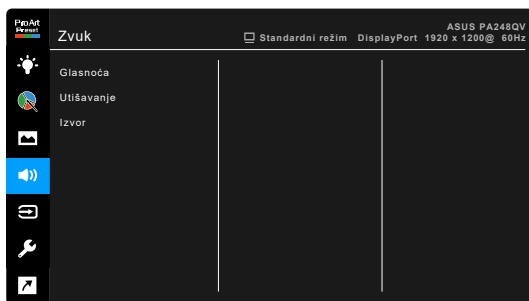 ProArt
Preset
Zvuk
ASUS PA248QV
Standardni režim DisplayPort 1920 x 1200@ 60Hz
Glasnoća
Utišavanje
Izvor